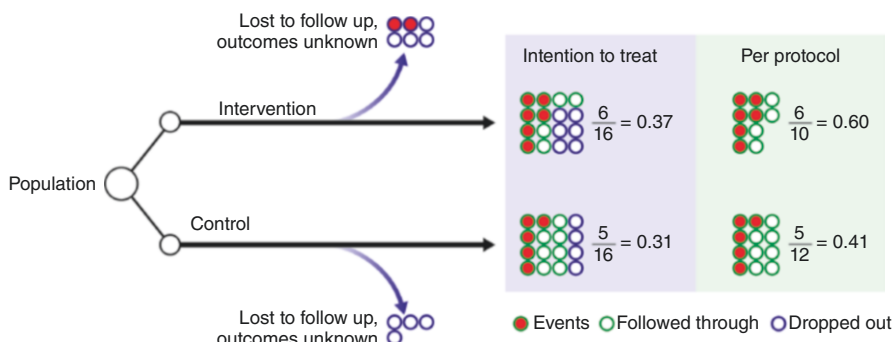 Lost to follow up,
outcomes unknown
Intention to treat
Per protocol
Intervention
6
16
= 0.37
6
10
= 0.60
Population
Control
5
16
= 0.31
5
12
= 0.41
Lost to follow up,
outcomes unknown
Events
Followed through
Dropped out